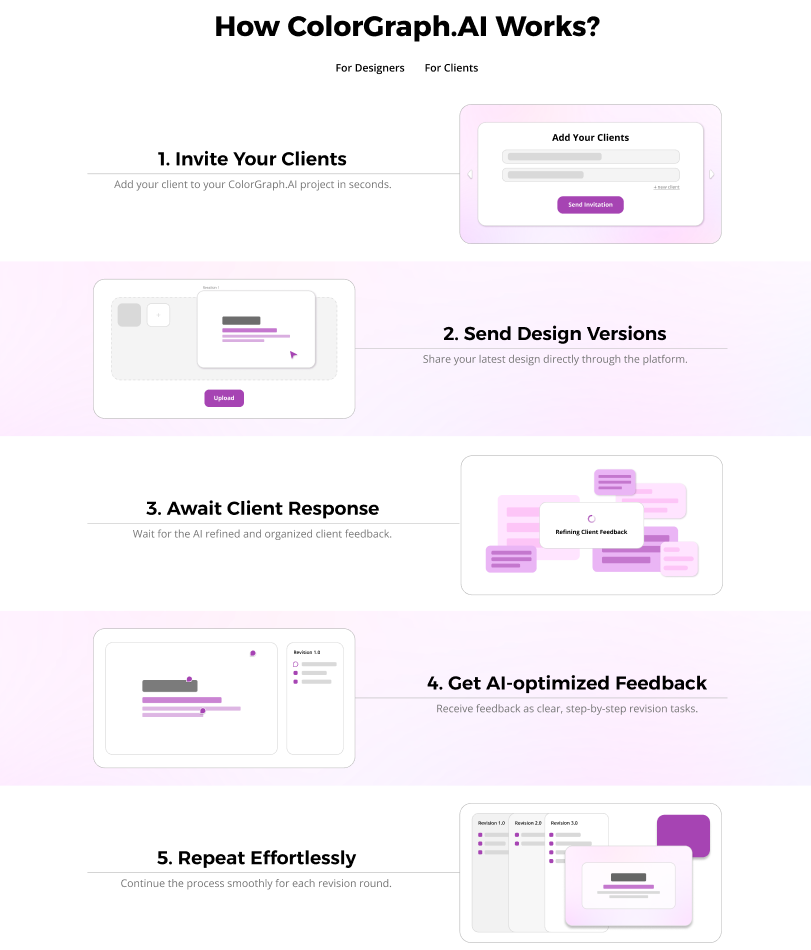 How ColorGraph.AI Works?
For Designers
For Clients
1. Invite Your Clients
Add your client to your ColorGraph.AI project in seconds.
Add Your Clients
+ new client
Send Invitation
Revision 1
Upload
2. Send Design Versions
Share your latest design directly through the platform.
3. Await Client Response
Wait for the AI refined and organized client feedback.
Refining Client Feedback
Revision 1.0
4. Get AI-optimized Feedback
Receive feedback as clear, step-by-step revision tasks.
5. Repeat Effortlessly
Continue the process smoothly for each revision round.
Revision 1.0
Revision 2.0
Revision 3.0